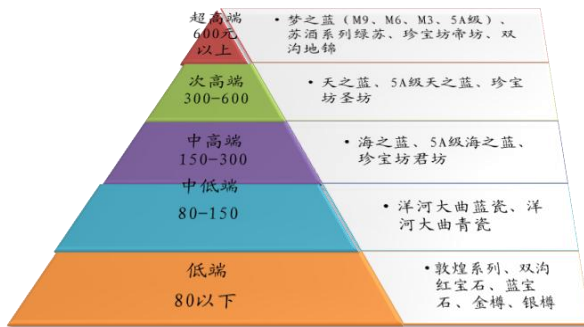 超高端
600元
以上
• 梦之蓝（M9、M6、M3、5A级）、
苏酒系列绿苏、珍宝坊帝坊、双
沟地锦
次高端
300-600
• 天之蓝、5A级天之蓝、珍宝
坊圣坊
中高端
150-300
• 海之蓝、5A级海之蓝、
珍宝坊君坊
中低端
80-150
• 洋河大曲蓝瓷、洋
河大曲青瓷
低端
80以下
• 敦煌系列、双沟
红宝石、蓝宝
石、金樽、银樽